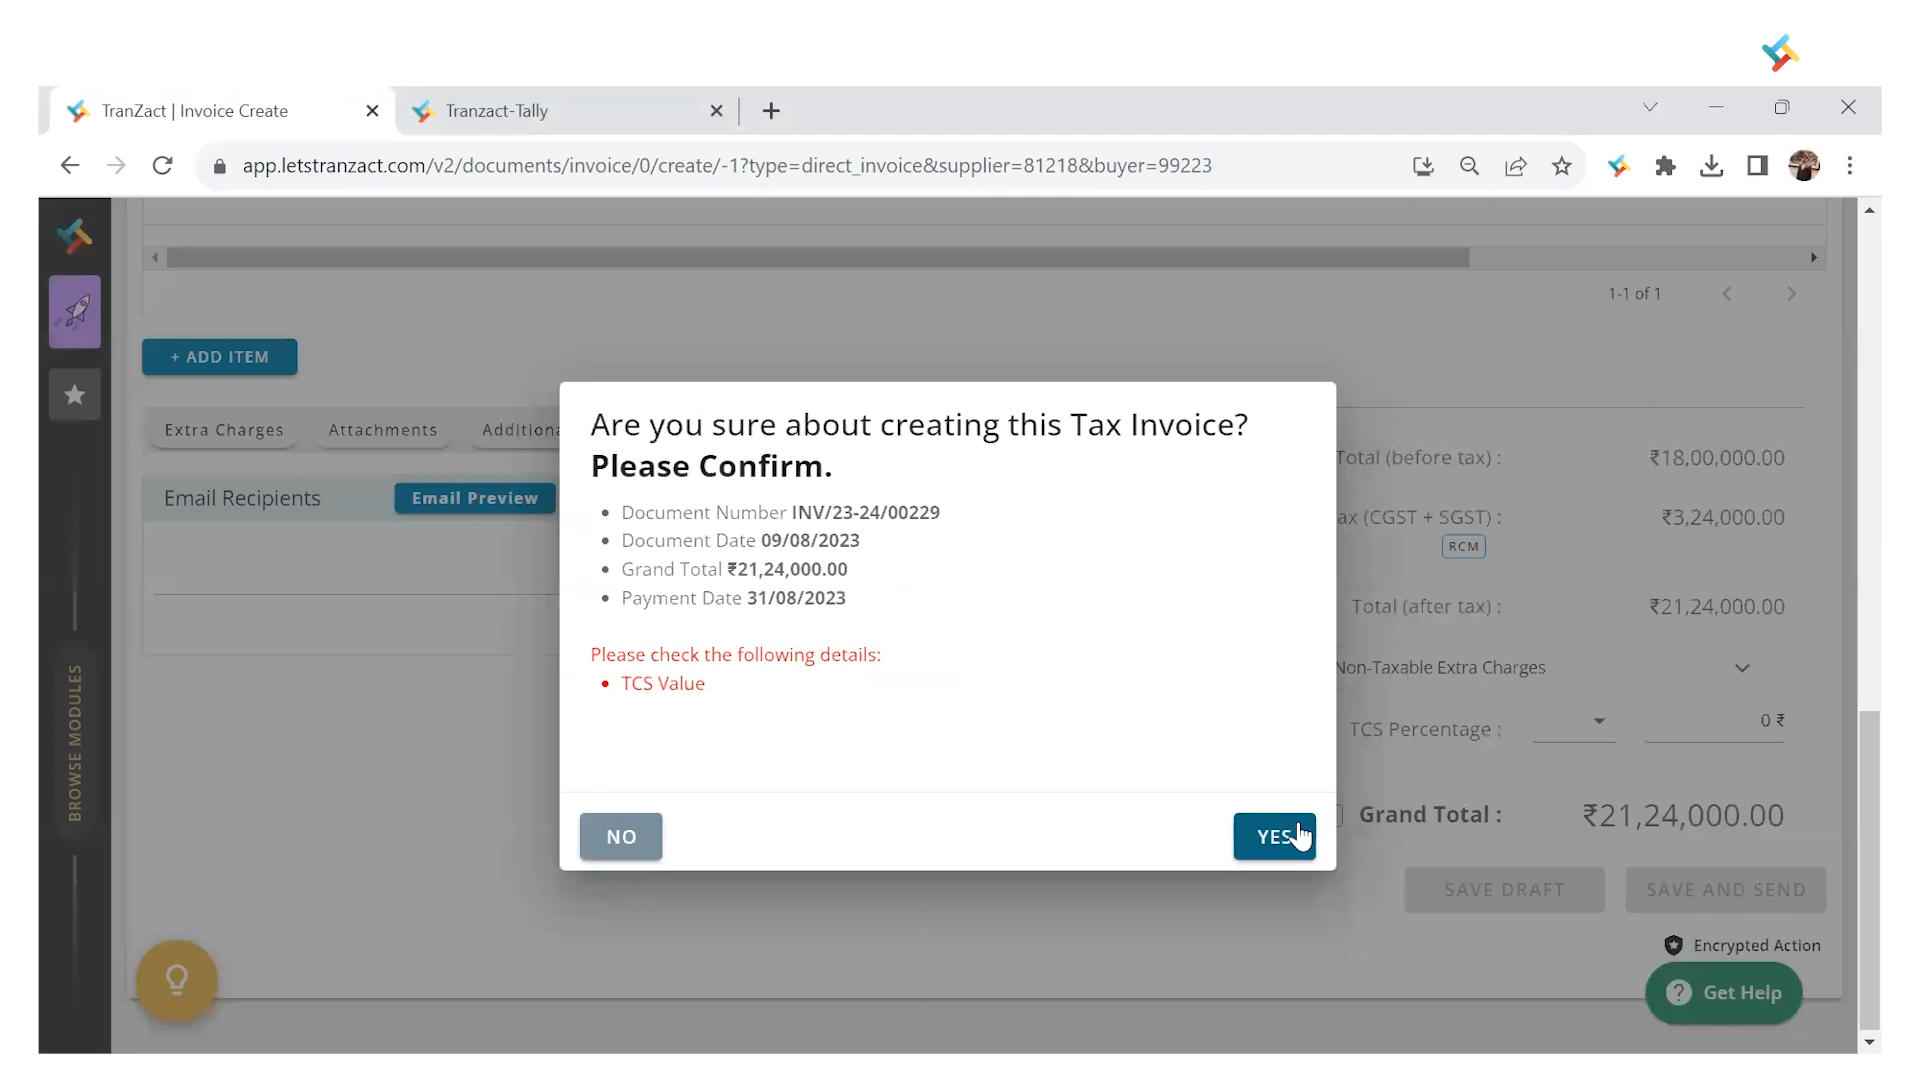 TranZact | Invoice Create
Tranzact-Tally
app.letstranzact.com/v2/documents/invoice/0/create/-1?type=direct_invoice&supplier=81218&buyer=99223
1-1 of 1
+ ADD ITEM
Extra Charges
Attachments
Additiona
Email Recipients
Email Preview
BROWSE MODULES
Are you sure about creating this Tax Invoice?
Please Confirm.
Document Number INV/23-24/00229
Document Date 09/08/2023
Grand Total ₹21,24,000.00
Payment Date 31/08/2023
Please check the following details:
TCS Value
NO
YES
Total (before tax) :
₹18,00,000.00
ax (CGST + SGST) :
₹3,24,000.00
RCM
Total (after tax) :
₹21,24,000.00
Non-Taxable Extra Charges
TCS Percentage :
0 ₹
Grand Total :
₹21,24,000.00
SAVE DRAFT
SAVE AND SEND
Encrypted Action
? Get Help